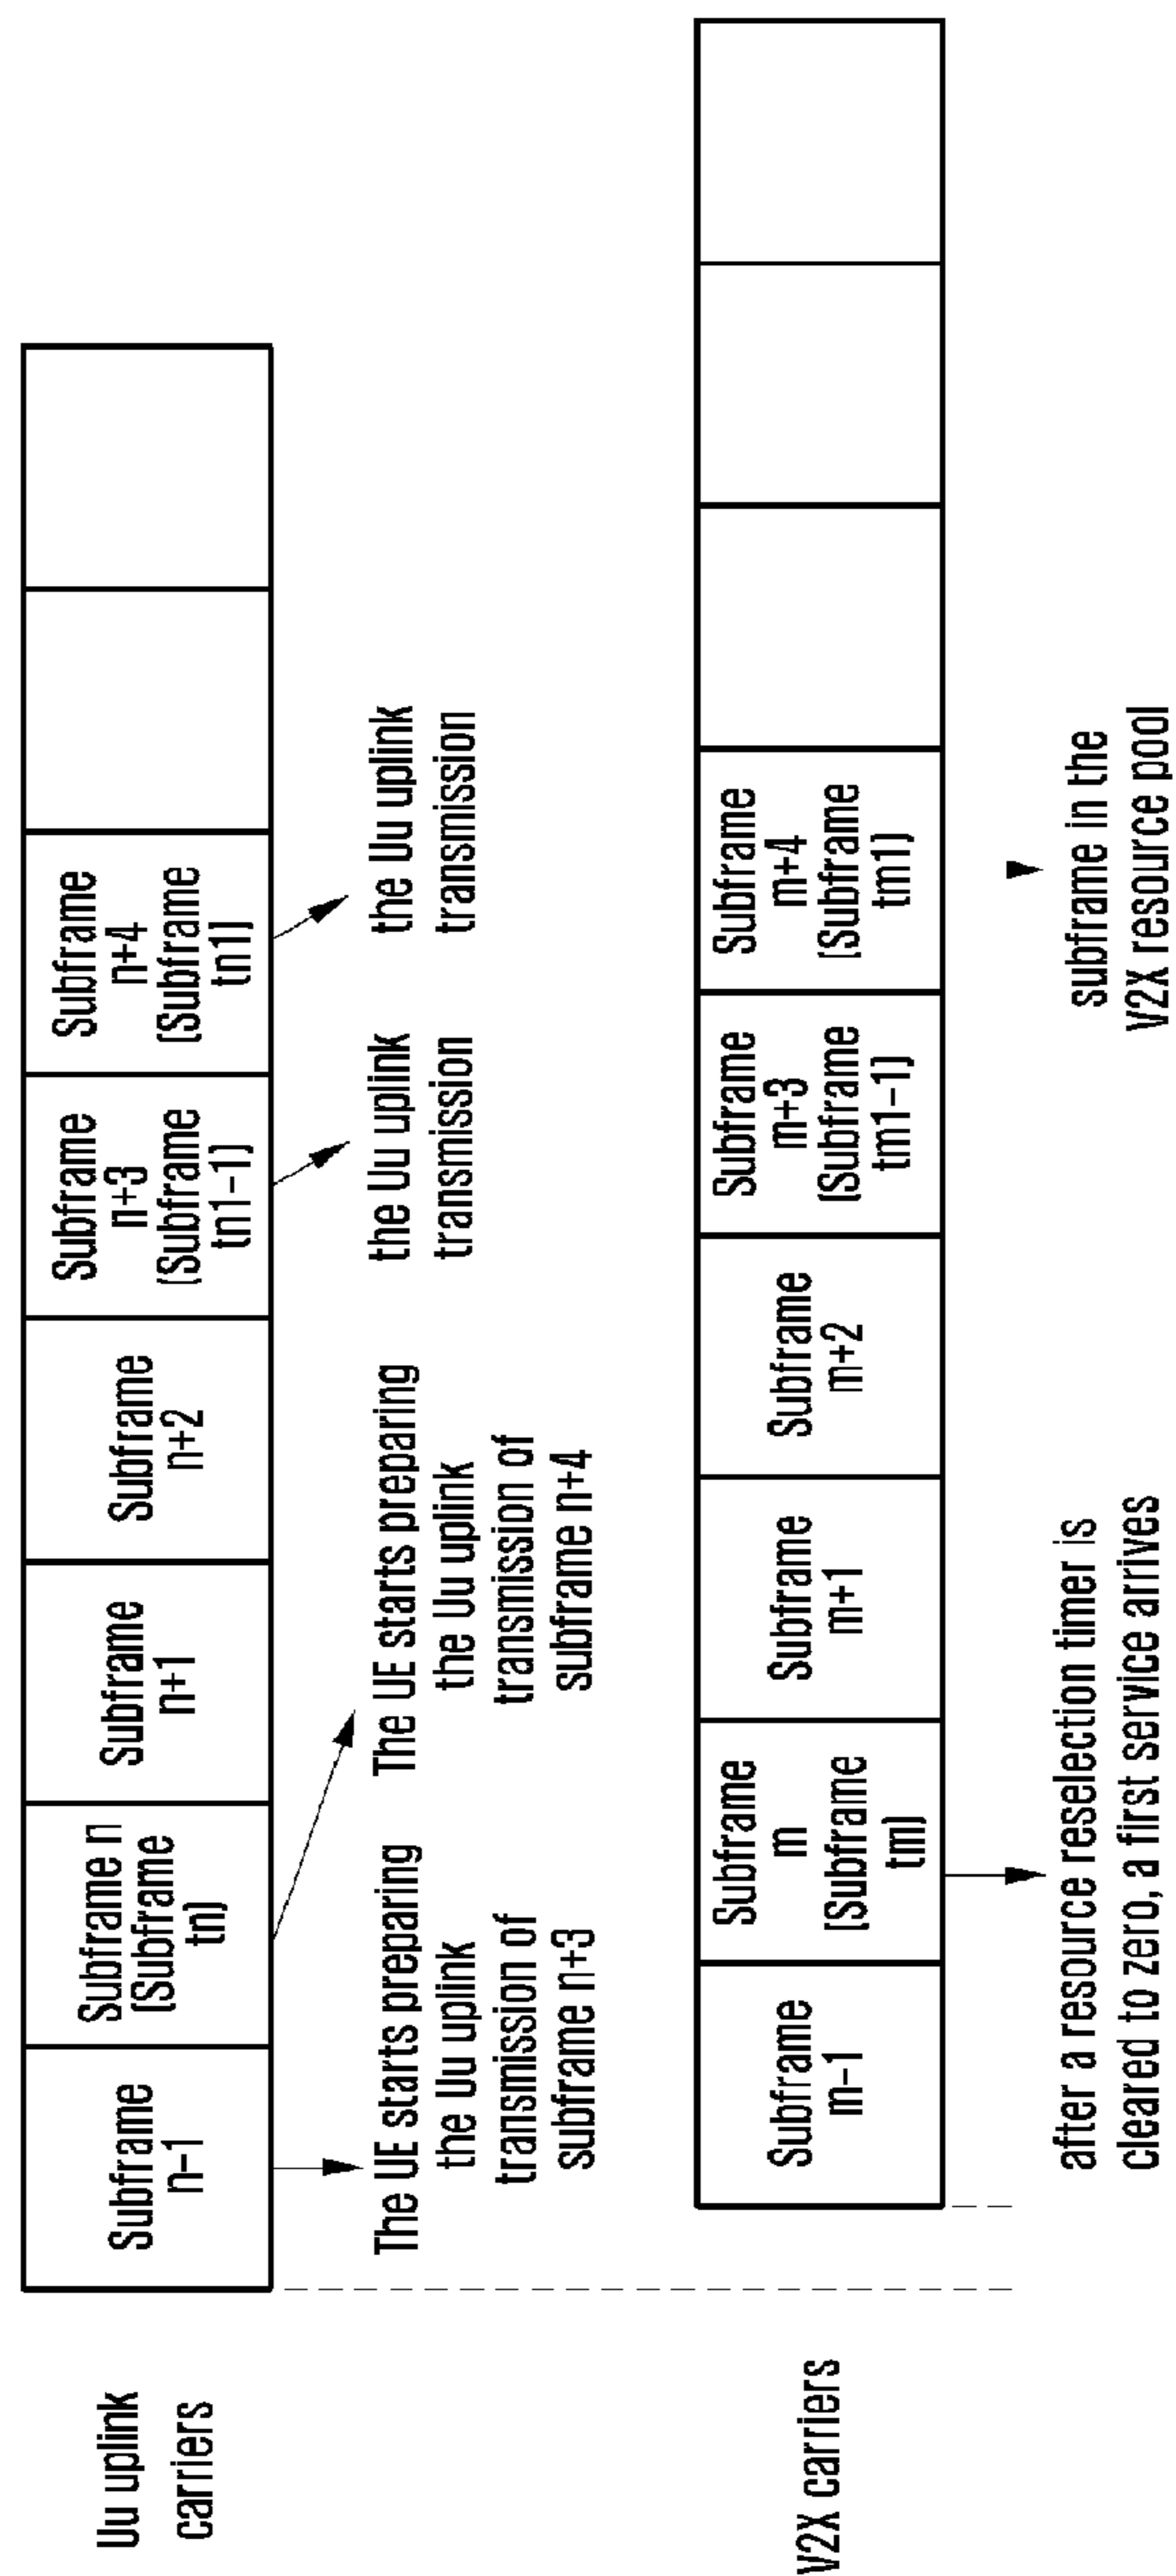 Uu uplink
carriers
Subframe
n-1
Subframe n
(Subframe
tn)
Subframe
n+1
Subframe
n+2
Subframe
n+3
(Subframe
tn1-1)
Subframe
n+4
(Subframe
tn1)
The UE starts preparing
the Uu uplink
transmission of
subframe n+3
The UE starts preparing
the Uu uplink
transmission of
subframe n+4
the Uu uplink
transmission
the Uu uplink
transmission
V2X carriers
Subframe
m-1
Subframe
m
(Subframe
tm)
Subframe
m+1
Subframe
m+2
Subframe
m+3
(Subframe
tm1-1)
Subframe
m+4
(Subframe
tm1)
after a resource reselection timer is
cleared to zero, a first service arrives
subframe in the
V2X resource pool